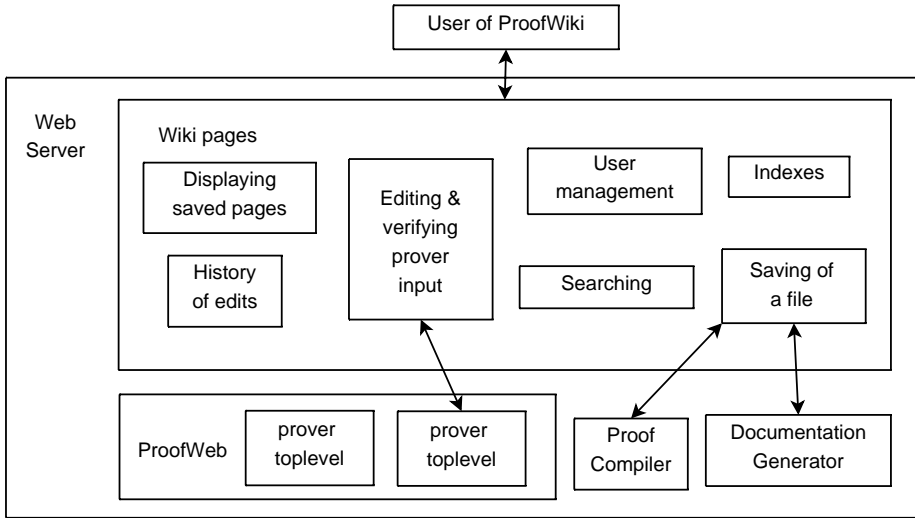 User of ProofWiki
Web
Server
Wiki pages
Displaying
saved pages
Editing &
verifying
prover
input
User
management
Indexes
History
of edits
Searching
Saving of
a file
ProofWeb
prover
toplevel
prover
toplevel
Proof
Compiler
Documentation
Generator